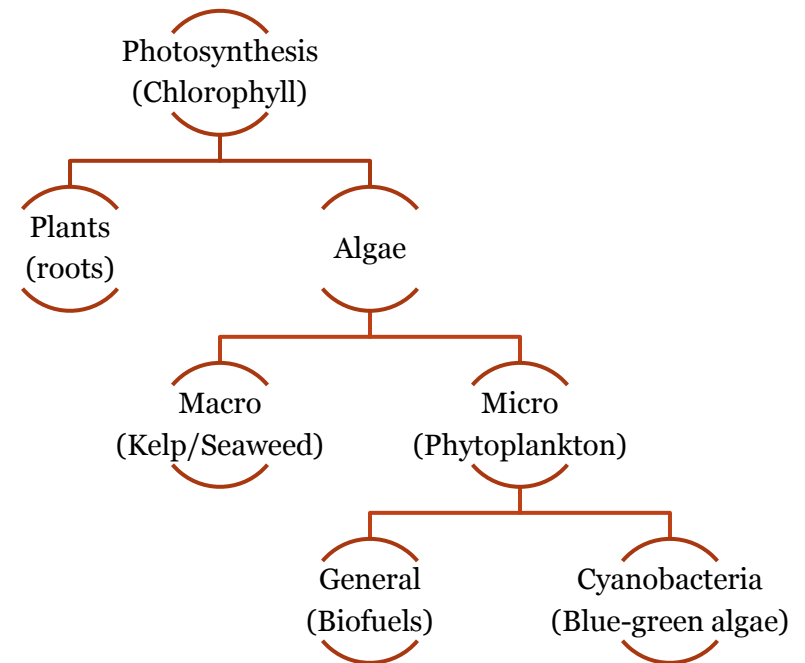 Photosynthesis
(Chlorophyll)
Plants
(roots)
Algae
Macro
(Kelp/Seaweed)
Micro
(Phytoplankton)
General
(Biofuels)
Cyanobacteria
(Blue-green algae)